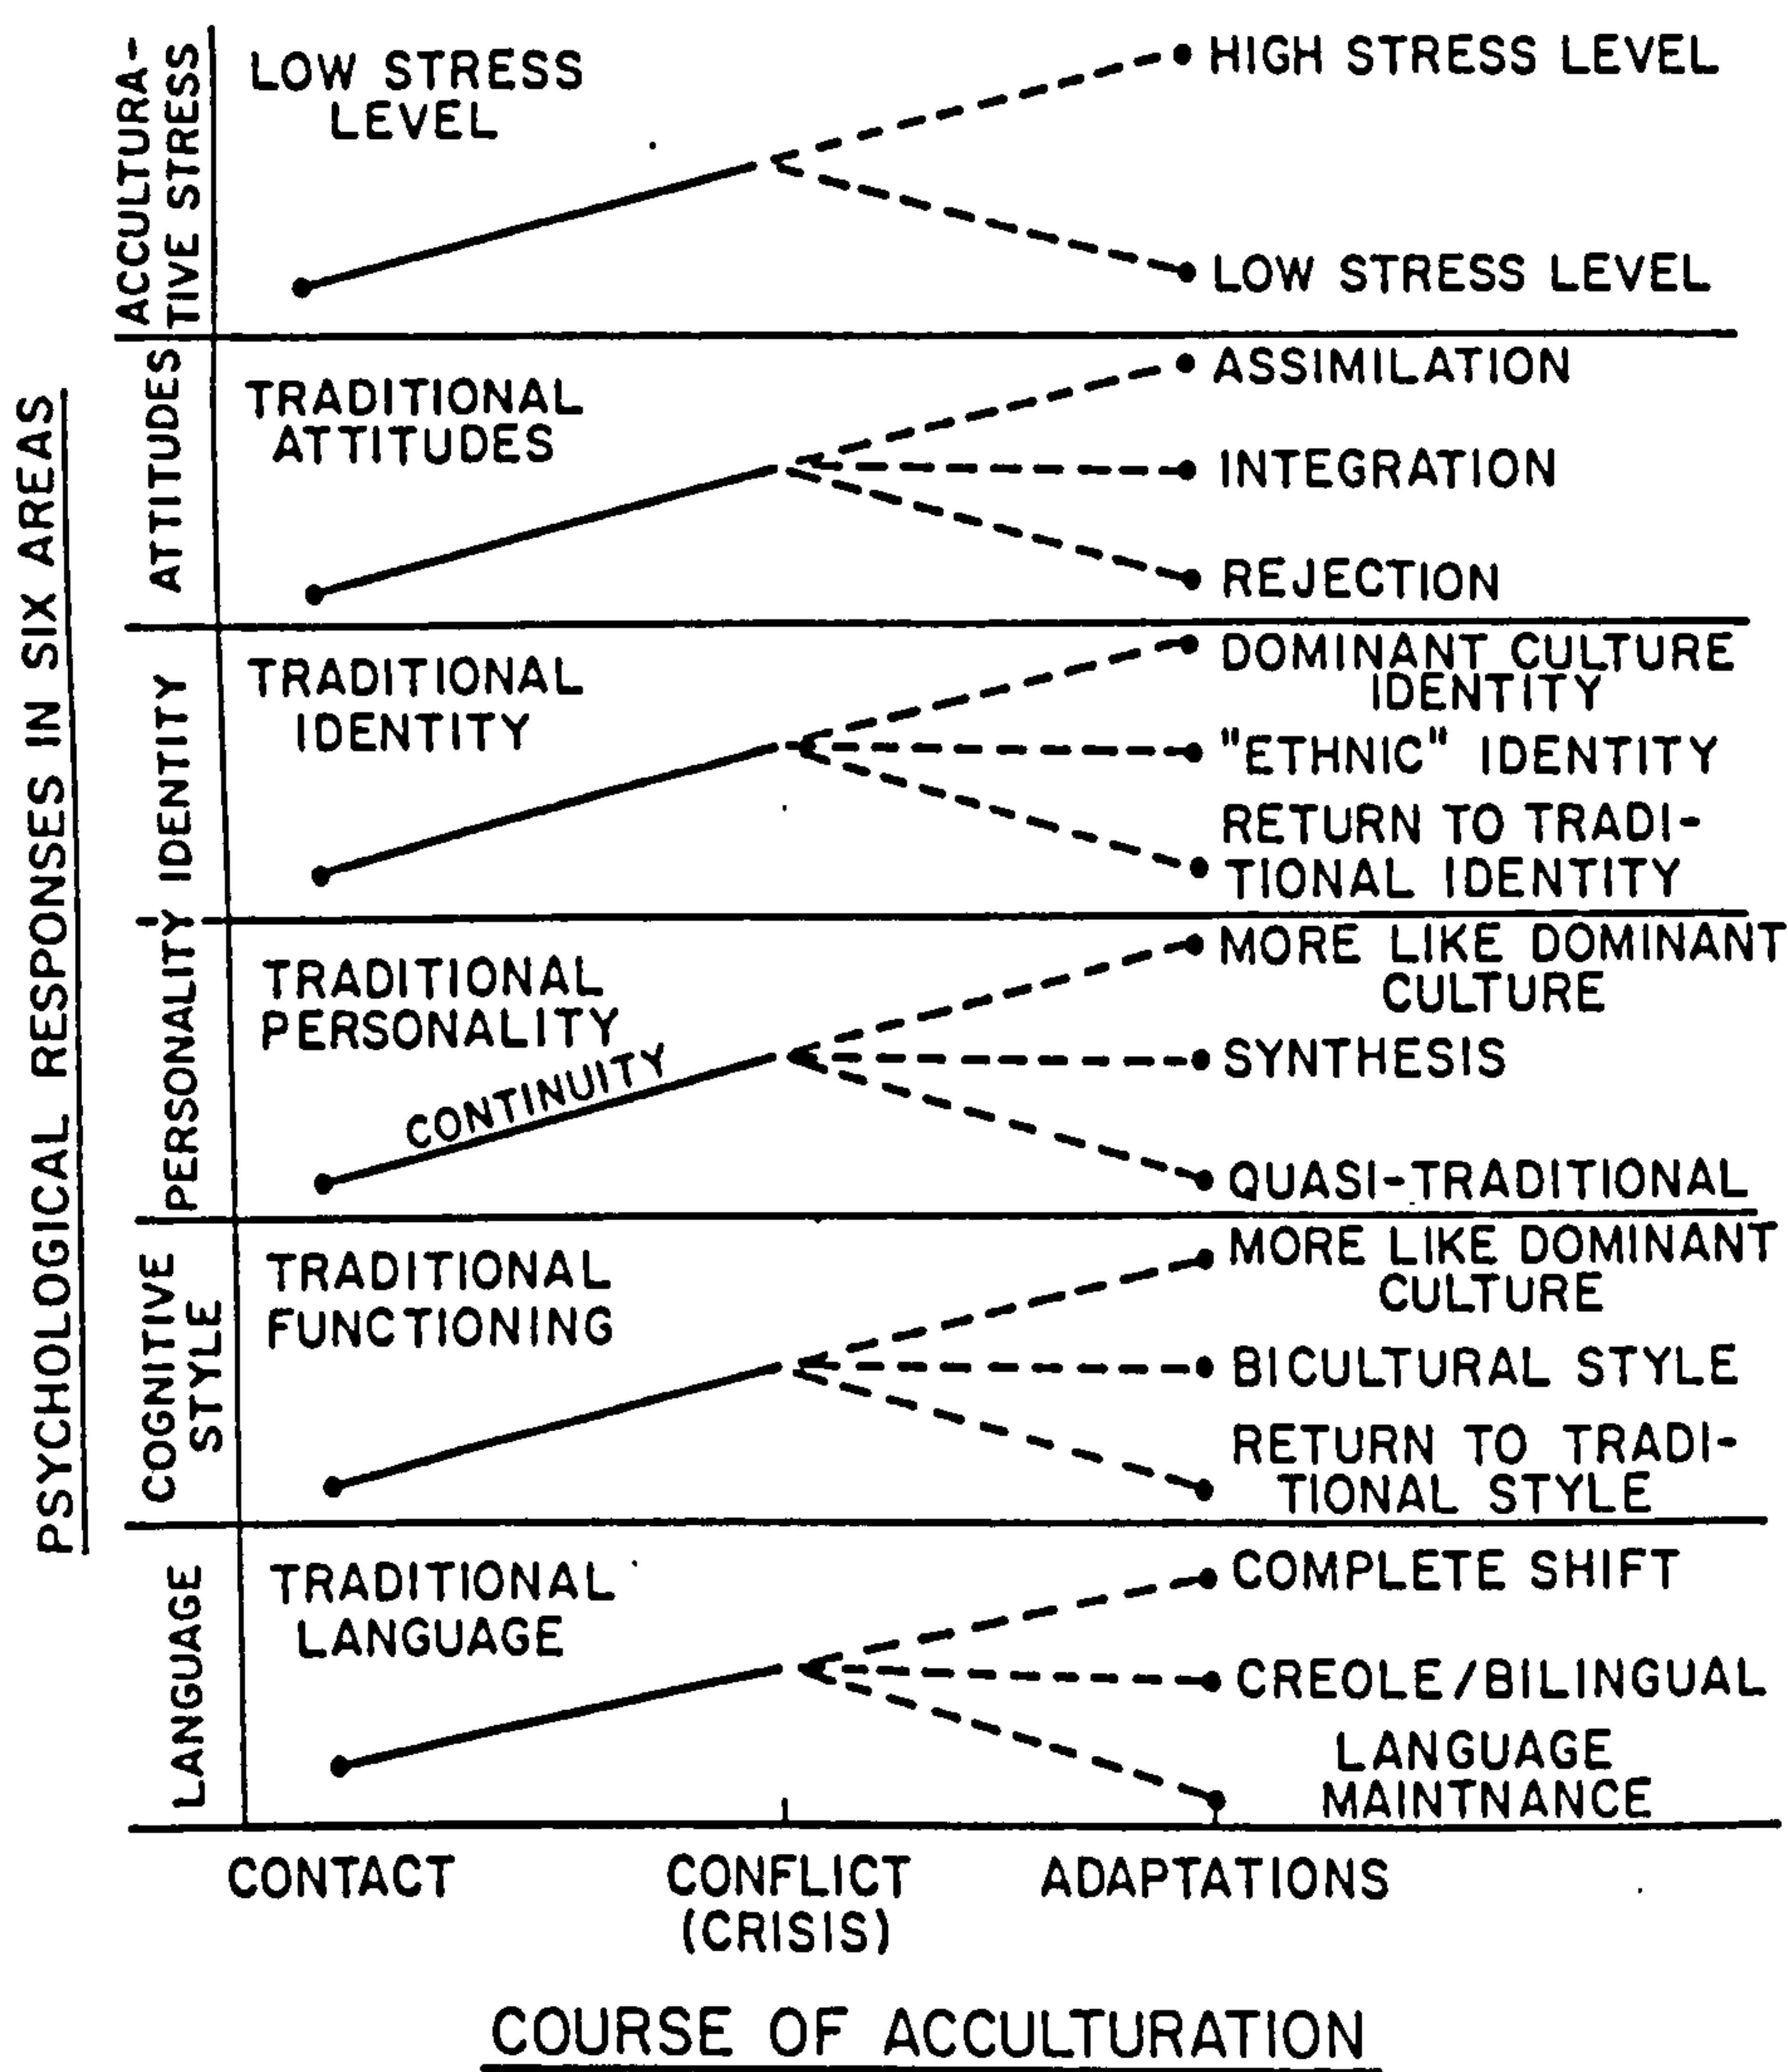 PSYCHOLOGICAL RESPONSES IN SIX AREAS
ACCULTURA-
TIVE STRESS
LOW STRESS
LEVEL
HIGH STRESS LEVEL
LOW STRESS LEVEL
ATTITUDES
TRADITIONAL
ATTITUDES
ASSIMILATION
INTEGRATION
REJECTION
IDENTITY
TRADITIONAL
IDENTITY
DOMINANT CULTURE
IDENTITY
"ETHNIC" IDENTITY
RETURN TO TRADI-
TIONAL IDENTITY
PERSONALITY
TRADITIONAL
PERSONALITY
CONTINUITY
MORE LIKE DOMINANT
CULTURE
SYNTHESIS
QUASI-TRADITIONAL
COGNITIVE
STYLE
TRADITIONAL
FUNCTIONING
MORE LIKE DOMINANT
CULTURE
BICULTURAL STYLE
RETURN TO TRADI-
TIONAL STYLE
LANGUAGE
TRADITIONAL
LANGUAGE
COMPLETE SHIFT
CREOLE/BILINGUAL
LANGUAGE
MAINTNANCE
CONTACT
CONFLICT
(CRISIS)
ADAPTATIONS
COURSE OF ACCULTURATION